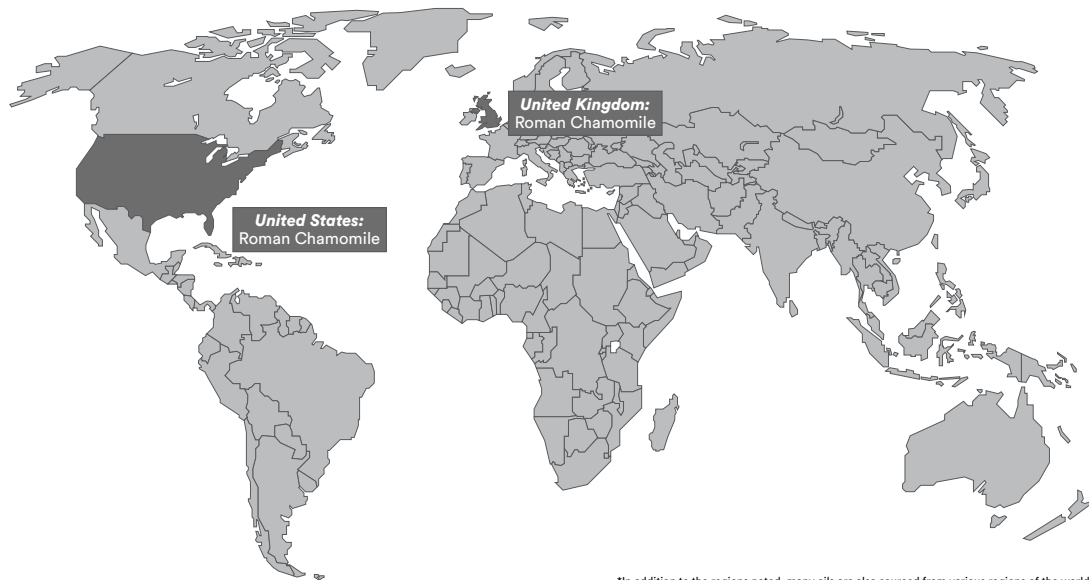 United Kingdom:
Roman Chamomile
United States:
Roman Chamomile
*In addition to the regions noted, many oils are also sourced from various regions of the world